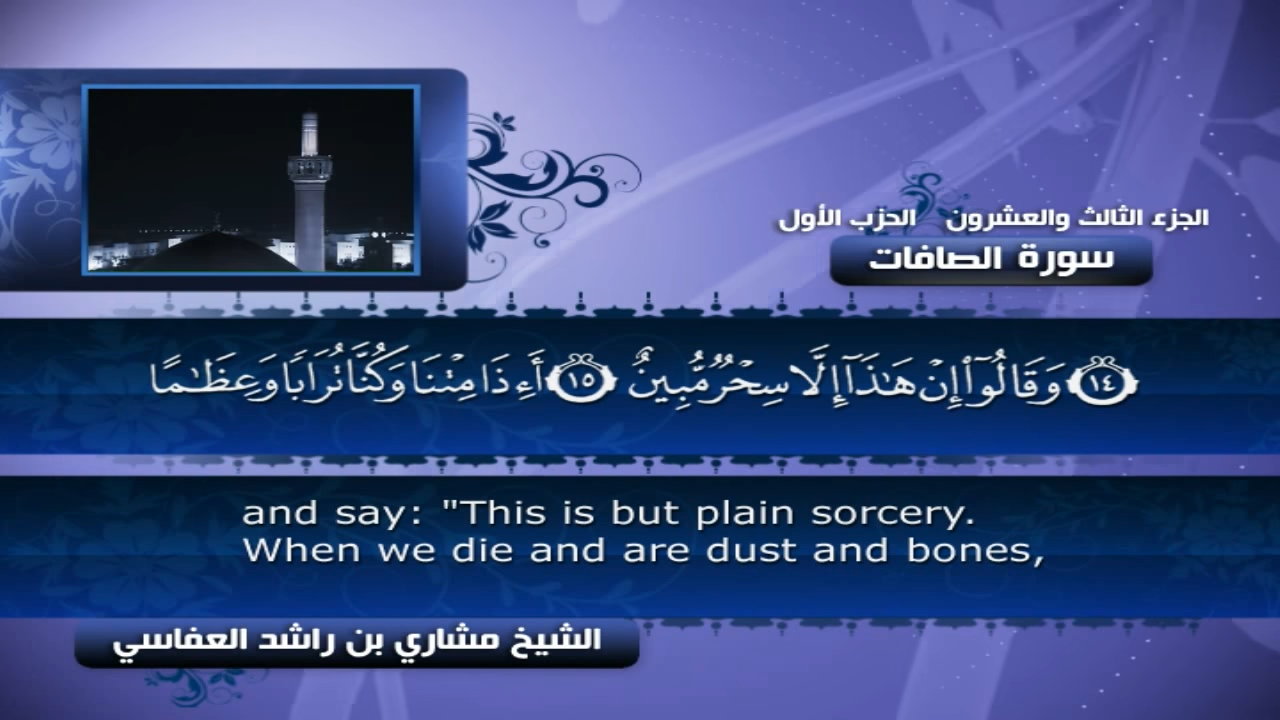 الجزء الثالث والعشرون الحزب الأول
سورة الصافات
١٤ وَقَالُوٓا۟ إِنْ هَـٰذَآ إِلَّا سِحْرٌ مُّبِينٌ ١٥ أَءِذَا مِتْنَا وَكُنَّا تُرَابًا وَعِظَـٰمًا
and say: "This is but plain sorcery.
When we die and are dust and bones,
الشيخ مشاري بن راشد العفاسي